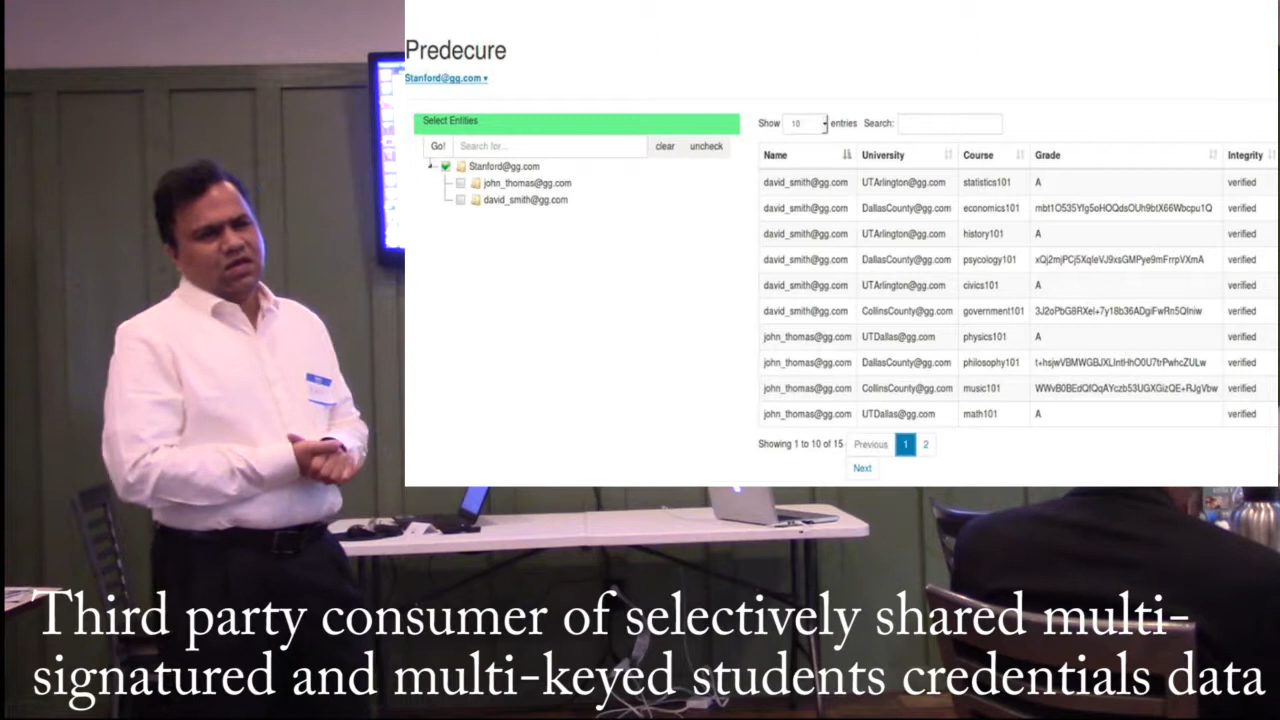 Predecure
Stanford@gg.com ▾
Select Entities
Go! Search for... clear uncheck
Stanford@gg.com
john_thomas@gg.com
david_smith@gg.com
Show 10 entries Search:
Name University Course Grade Integrity
david_smith@gg.com UTArlington@gg.com statistics101 A verified
david_smith@gg.com DallasCounty@gg.com economics101 mbt1O535Yfg5oHOQdsOUh9btX66Wbcpu1Q verified
david_smith@gg.com UTArlington@gg.com history101 A verified
david_smith@gg.com DallasCounty@gg.com psycology101 xQj2mjPCj5XqIeVJ9xsGMPye9mFrrpVXmA verified
david_smith@gg.com UTArlington@gg.com civics101 A verified
david_smith@gg.com CollinsCounty@gg.com government101 3J2oPbG8RXel+7y18b36ADgiFwRn5Qlniw verified
john_thomas@gg.com UTDallas@gg.com physics101 A verified
john_thomas@gg.com DallasCounty@gg.com philosophy101 t+hsjwVBMWGBJXLIntHhO0U7trPwhcZULw verified
john_thomas@gg.com CollinsCounty@gg.com music101 WWvB0BEdQfQqAYczb53UGXGizQE+RJgVbw verified
john_thomas@gg.com UTDallas@gg.com math101 A verified
Showing 1 to 10 of 15 Previous 1 2
Next
Third party consumer of selectively shared multi-
signatured and multi-keyed students credentials data